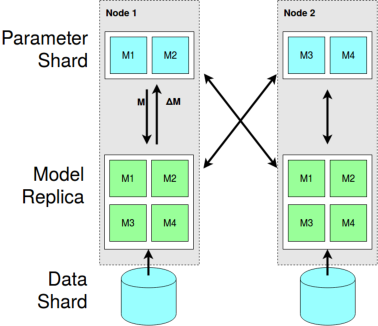 Node 1
Node 2
Parameter
Shard
M1
M2
M3
M4
M
ΔM
Model
Replica
M1
M2
M3
M4
M1
M2
M3
M4
Data
Shard